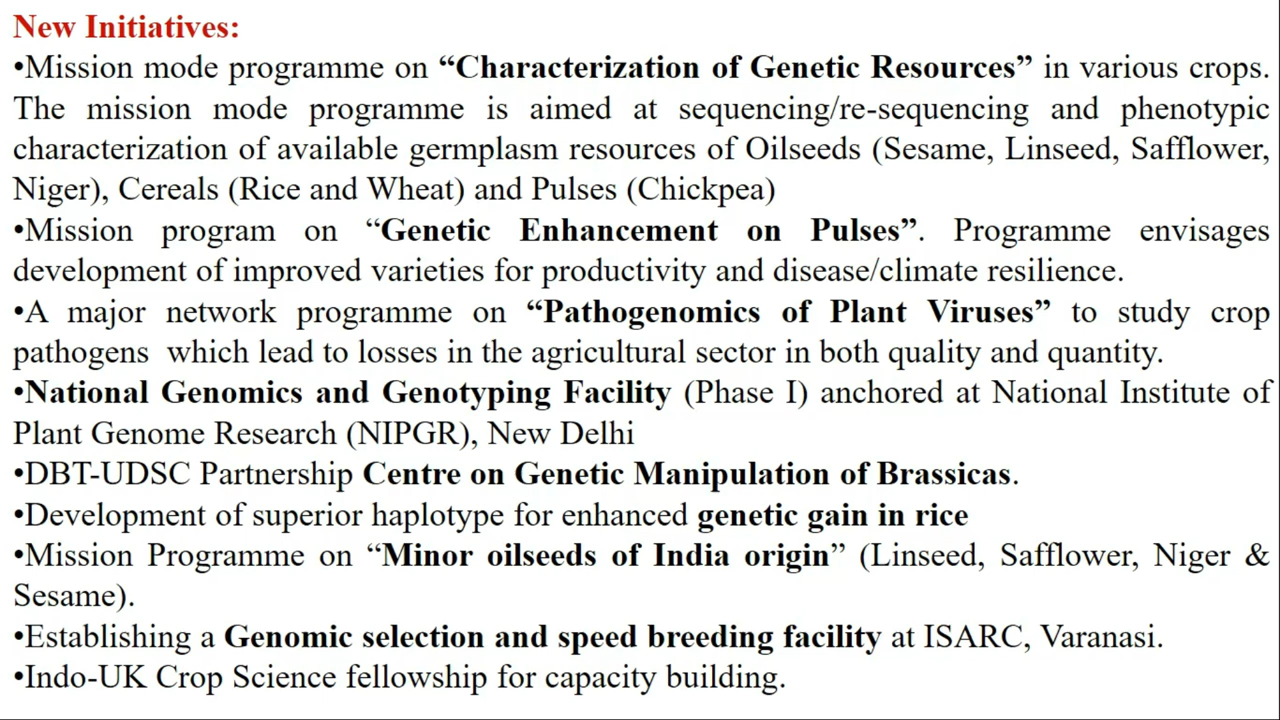 New Initiatives:
•Mission mode programme on “Characterization of Genetic Resources” in various crops.
The mission mode programme is aimed at sequencing/re-sequencing and phenotypic
characterization of available germplasm resources of Oilseeds (Sesame, Linseed, Safflower,
Niger), Cereals (Rice and Wheat) and Pulses (Chickpea)
•Mission program on “Genetic Enhancement on Pulses”. Programme envisages
development of improved varieties for productivity and disease/climate resilience.
•A major network programme on “Pathogenomics of Plant Viruses” to study crop
pathogens which lead to losses in the agricultural sector in both quality and quantity.
•National Genomics and Genotyping Facility (Phase I) anchored at National Institute of
Plant Genome Research (NIPGR), New Delhi
•DBT-UDSC Partnership Centre on Genetic Manipulation of Brassicas.
•Development of superior haplotype for enhanced genetic gain in rice
•Mission Programme on “Minor oilseeds of India origin” (Linseed, Safflower, Niger &
Sesame).
•Establishing a Genomic selection and speed breeding facility at ISARC, Varanasi.
•Indo-UK Crop Science fellowship for capacity building.